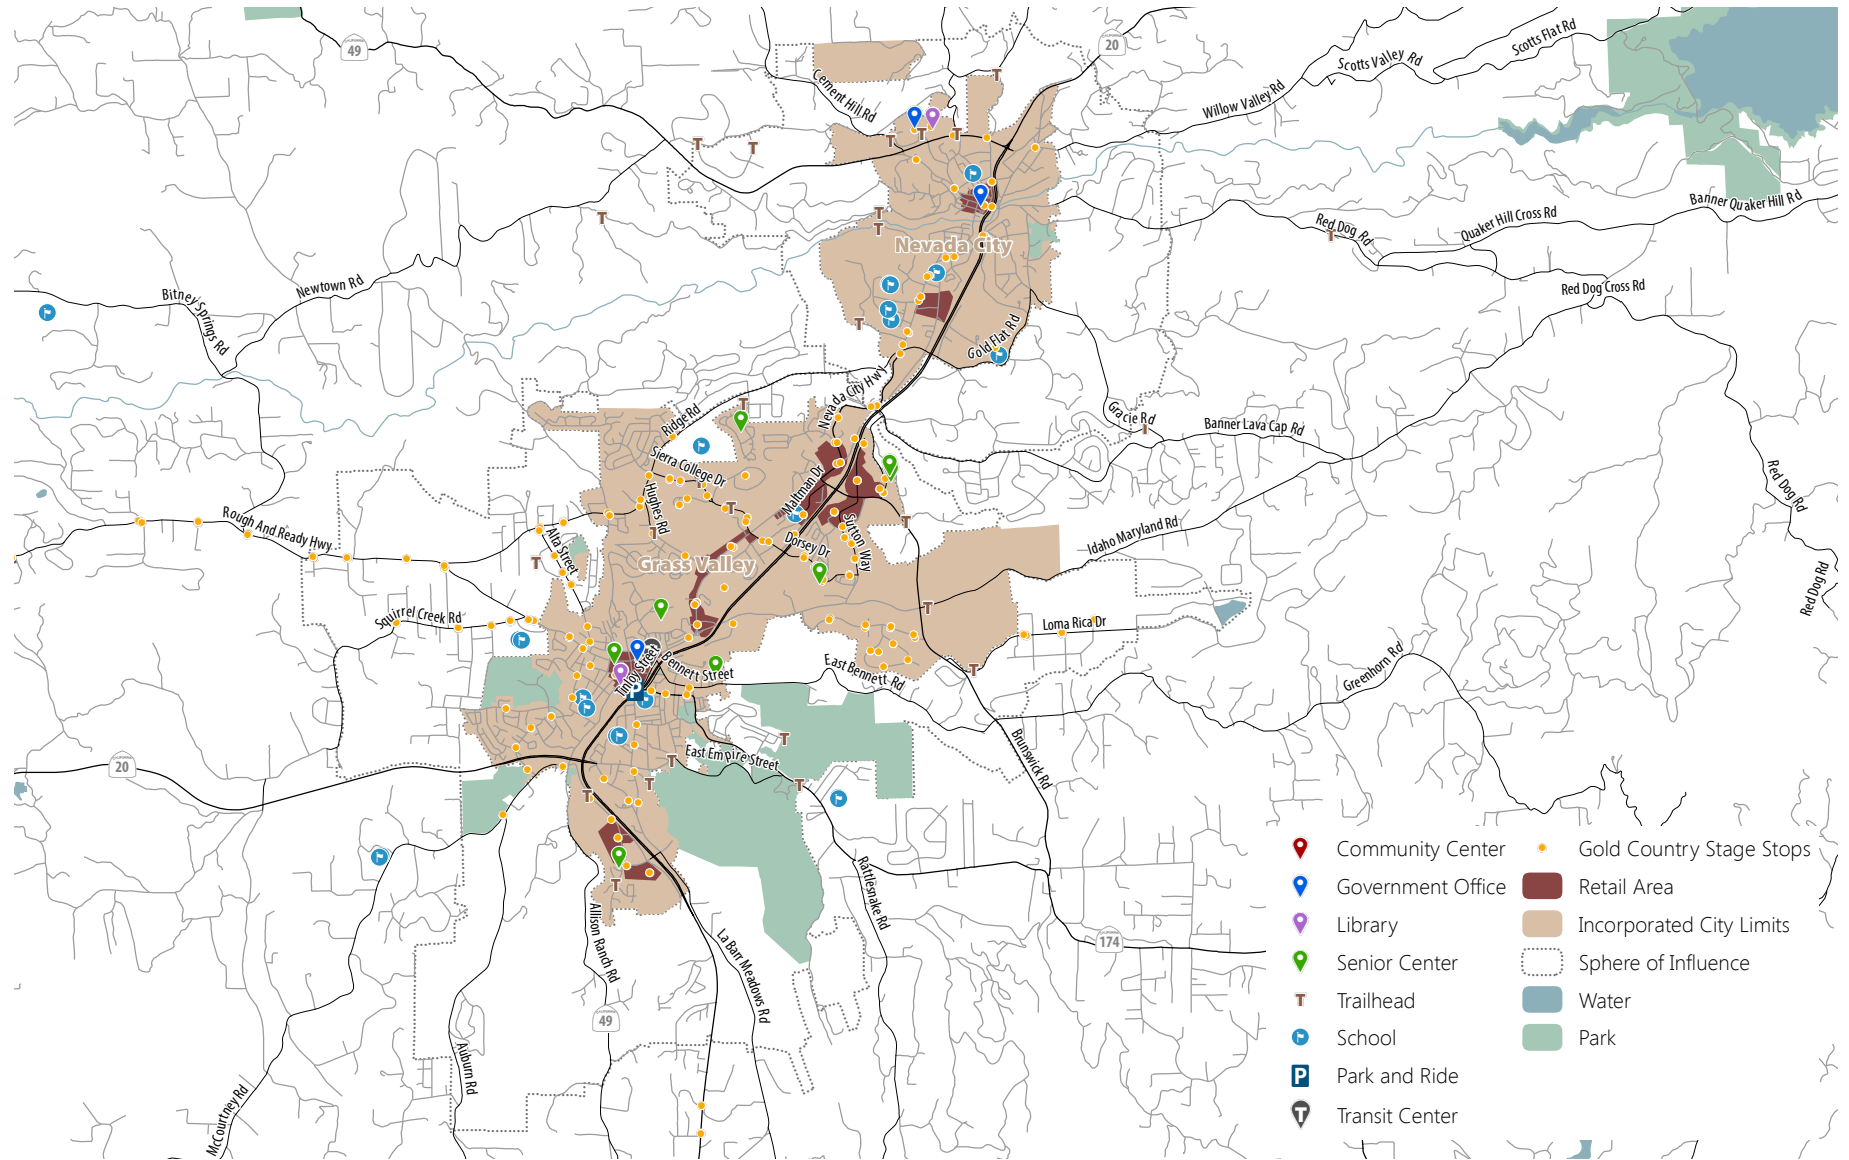 49
20
Scotts Flat Rd
Scotts Valley Rd
Cement Hill Rd
Willow Valley Rd
Banner Quaker Hill Rd
Quaker Hill Cross Rd
Red Dog Rd
Nevada City
Newtown Rd
Bitney Springs Rd
Red Dog Cross Rd
Gold Flat Rd
Nevada City Hwy
Ridge Rd
Gracie Rd
Banner Lava Cap Rd
Sierra College Dr
Maltman Dr
Hughes Rd
Red Dog Rd
Rough And Ready Hwy
Sutton Way
Idaho Maryland Rd
Alta Street
Dorsey Dr
Grass Valley
Red Dog Rd
Squirrel Creek Rd
Loma Rica Dr
Tinloy Street
Bennert Street
East Bennett Rd
Greenhorn Rd
P
20
East Empire Street
Brunswick Rd
Rattlesnake Rd
Allison Ranch Rd
La Barr Meadows Rd
174
49
Auburn Rd
McCourtney Rd
Community Center
Government Office
Library
Senior Center
T Trailhead
School
P Park and Ride
T Transit Center
Gold Country Stage Stops
Retail Area
Incorporated City Limits
Sphere of Influence
Water
Park